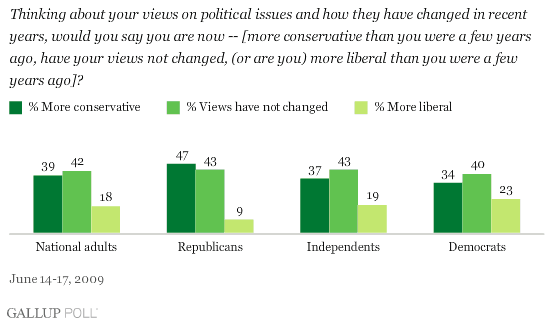 Thinking about your views on political issues and how they have changed in recent
years, would you say you are now -- [more conservative than you were a few years
ago, have your views not changed, (or are you) more liberal than you were a few
years ago]?
% More conservative % Views have not changed % More liberal
39 42 18 47 43 9 37 43 19 34 40 23
National adults Republicans Independents Democrats
June 14-17, 2009
GALLUP POLL